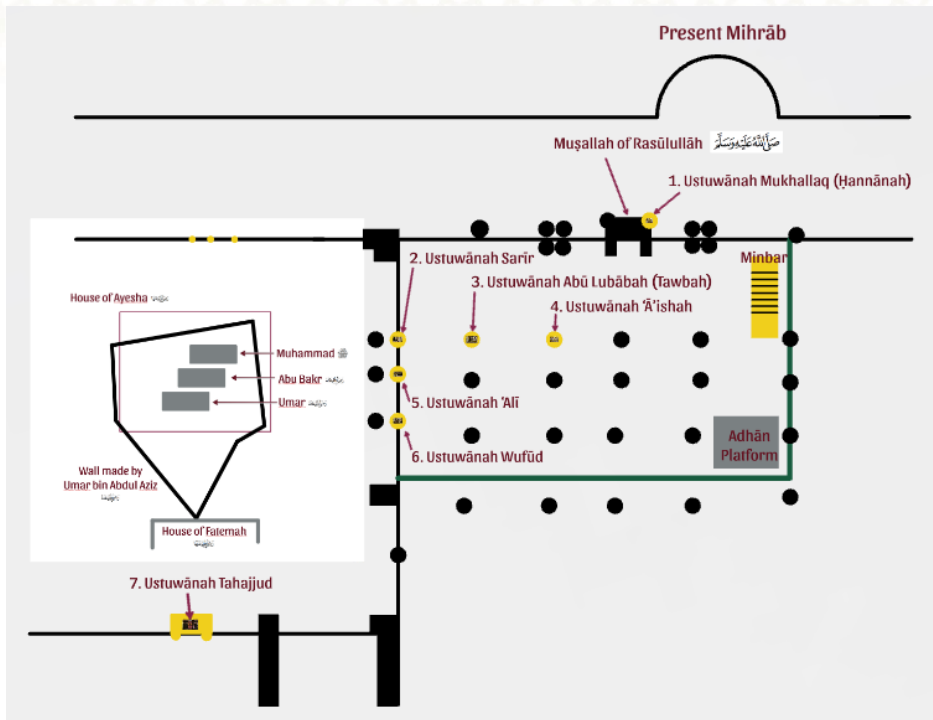 Present Mihrāb
Muṣallah of Rasūlullāh صَلَّى اللهُ عَلَيْهِ وَسَلَّمَ
1. Ustuwānah Mukhallaq (Ḥannānah)
2. Ustuwānah Sarīr
Minbar
3. Ustuwānah Abū Lubābah (Tawbah)
4. Ustuwānah ‘Ā’ishah
House of Ayesha
Muhammad ﷺ
Abu Bakr
Umar
5. Ustuwānah ‘Alī
6. Ustuwānah Wufūd
Adhān
Platform
Wall made by
Umar bin Abdul Aziz
House of Fatemah
7. Ustuwānah Tahajjud